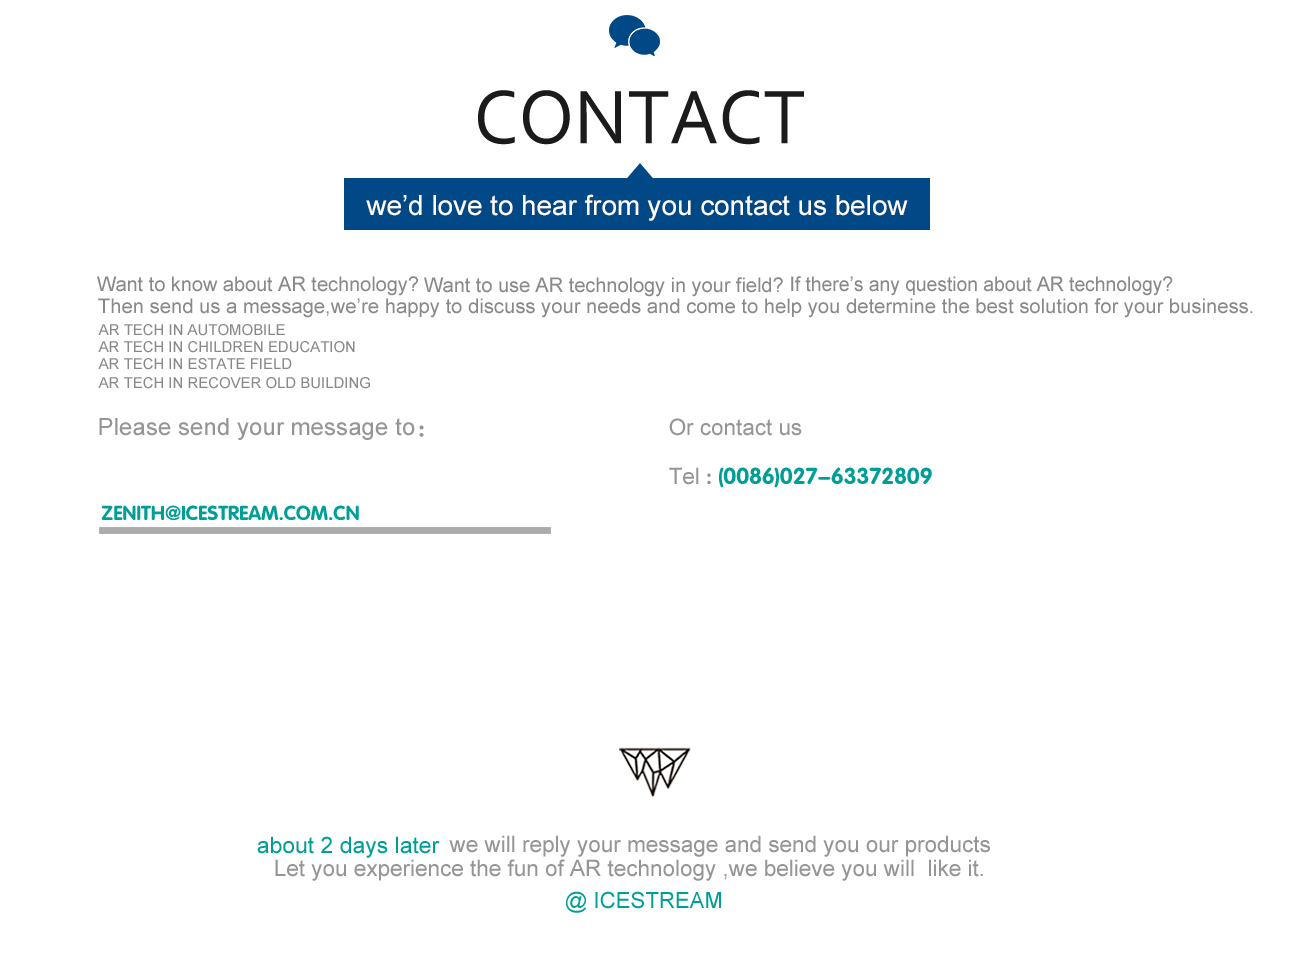 CONTACT
we’d love to hear from you contact us below
Want to know about AR technology? Want to use AR technology in your field? If there’s any question about AR technology?
Then send us a message,we’re happy to discuss your needs and come to help you determine the best solution for your business.
AR TECH IN AUTOMOBILE
AR TECH IN CHILDREN EDUCATION
AR TECH IN ESTATE FIELD
AR TECH IN RECOVER OLD BUILDING
Please send your message to：
Or contact us
Tel : (0086)027–63372809
ZENITH@ICESTREAM.COM.CN
about 2 days later we will reply your message and send you our products
Let you experience the fun of AR technology ,we believe you will like it.
@ ICESTREAM